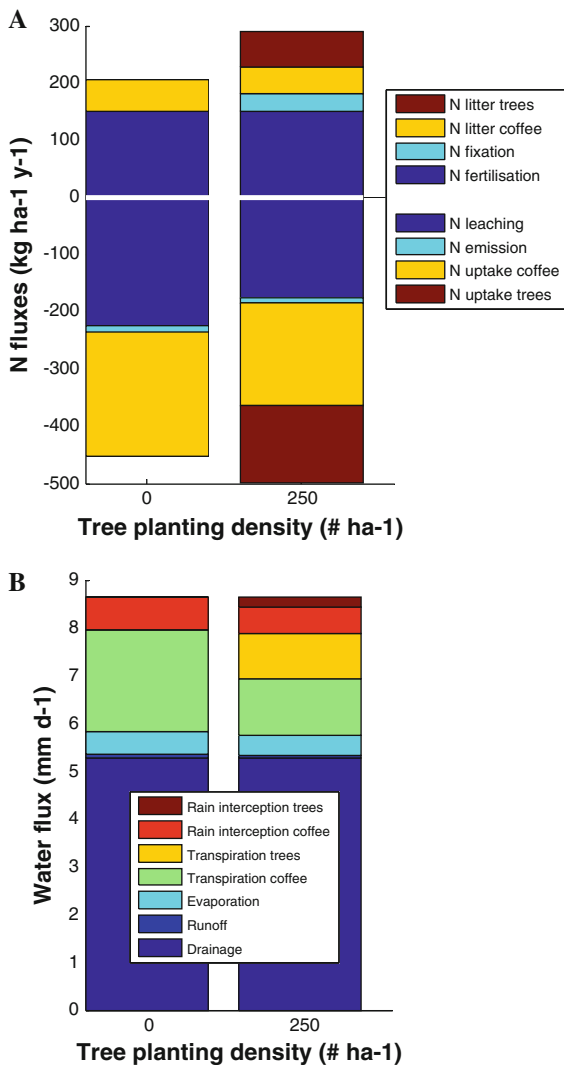 A
300
200
100
0
-100
-200
-300
-400
-500
N fluxes (kg ha-1 y-1)
0
250
Tree planting density (# ha-1)
N litter trees
N litter coffee
N fixation
N fertilisation
N leaching
N emission
N uptake coffee
N uptake trees
B
9
8
7
6
5
4
3
2
1
0
Water flux (mm d-1)
Rain interception trees
Rain interception coffee
Transpiration trees
Transpiration coffee
Evaporation
Runoff
Drainage
0
250
Tree planting density (# ha-1)